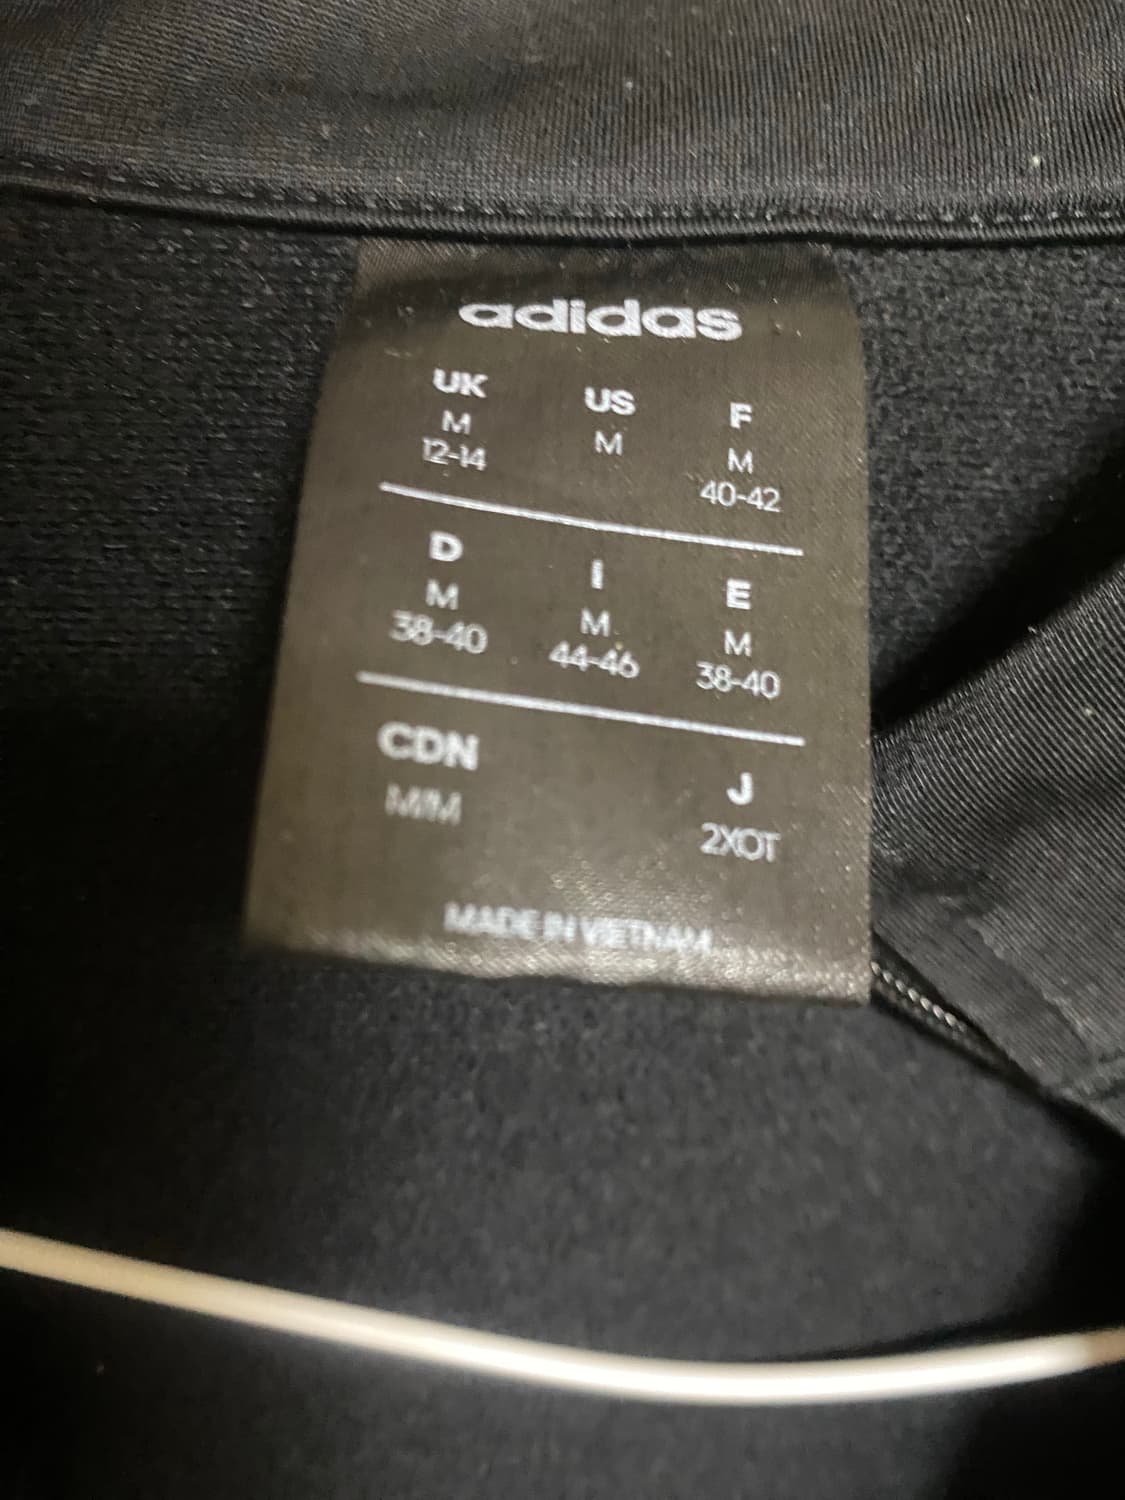 adidas
UK US F
M M M
12-14 40-42
D I E
M M M
38-40 44-46 38-40
CDN J
M/M 2XOT
MADE IN VIETNAM